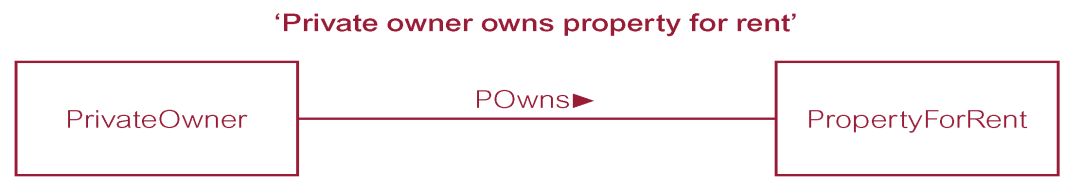 ‘Private owner owns property for rent’
POwns►
PrivateOwner
PropertyForRent